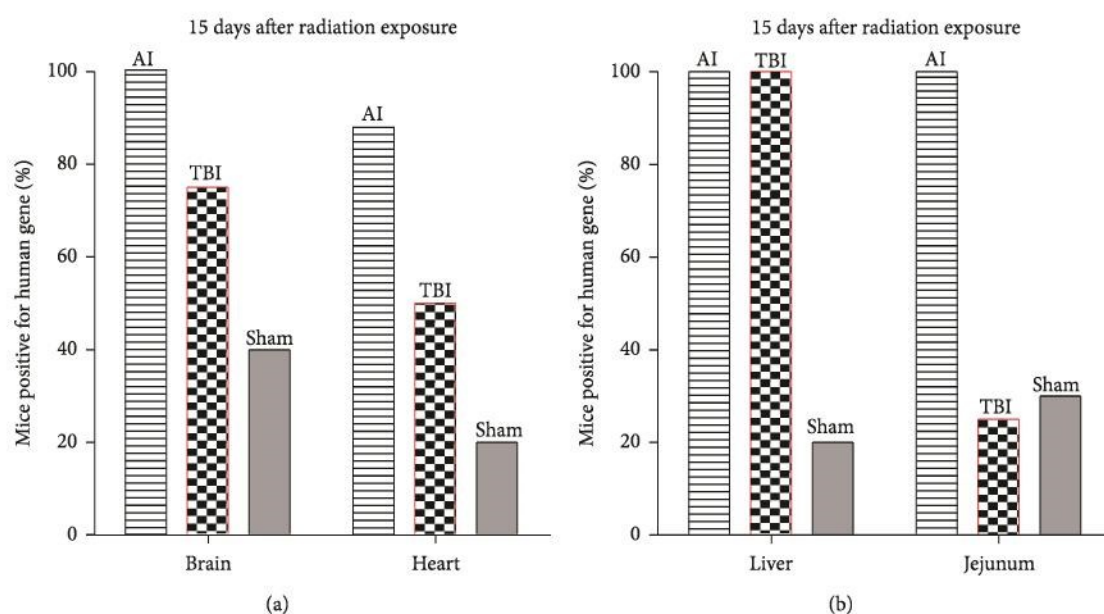 15 days after radiation exposure
Mice positive for human gene (%)
100
80
60
40
20
0
AI
TBI
Sham
AI
TBI
Sham
Brain
Heart
(a)
15 days after radiation exposure
Mice positive for human gene (%)
100
80
60
40
20
0
AI
TBI
Sham
AI
TBI
Sham
Liver
Jejunum
(b)